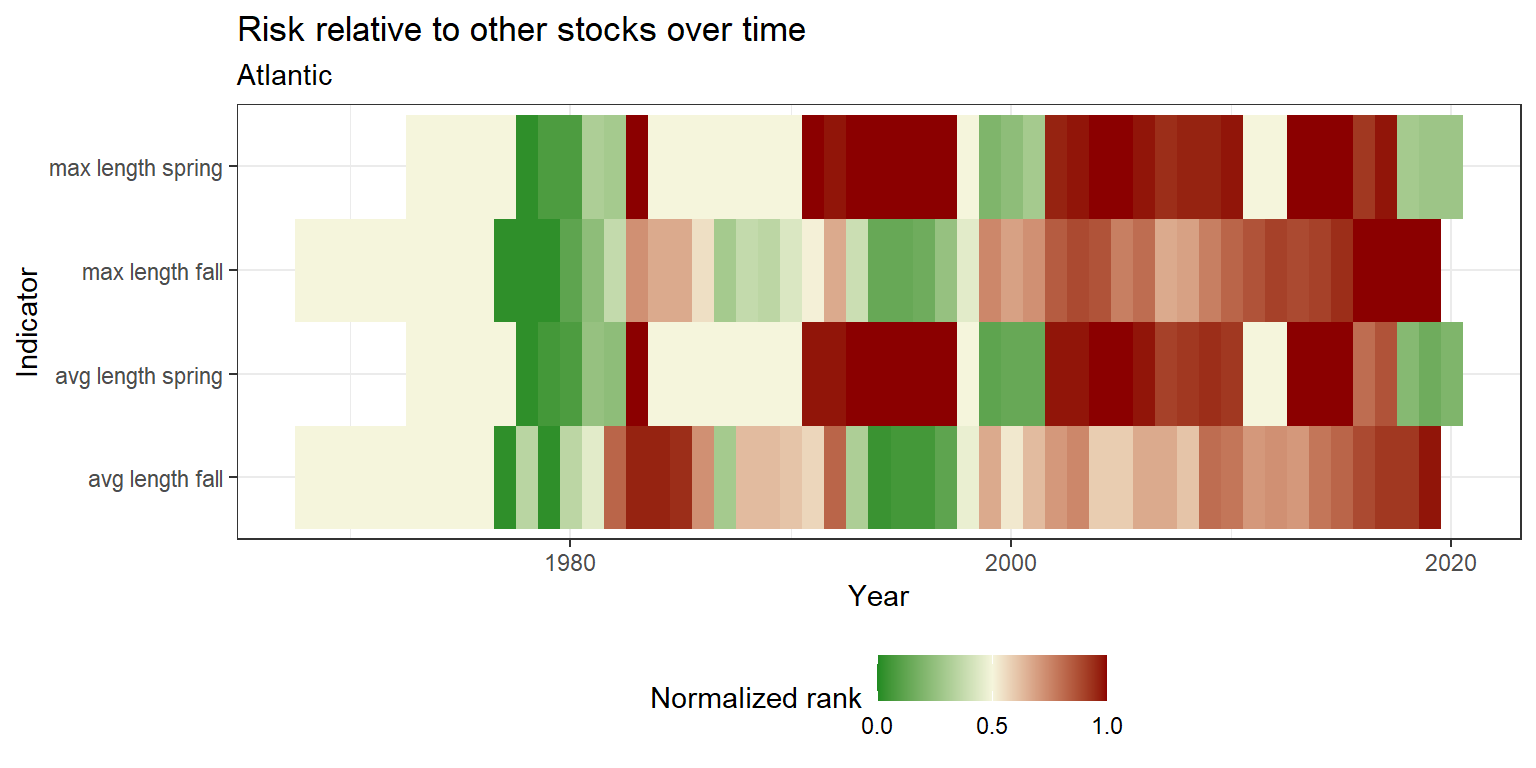 Risk relative to other stocks over time
Atlantic
Indicator
max length spring
max length fall
avg length spring
avg length fall
1980 2000 2020
Year
Normalized rank
0.0 0.5 1.0